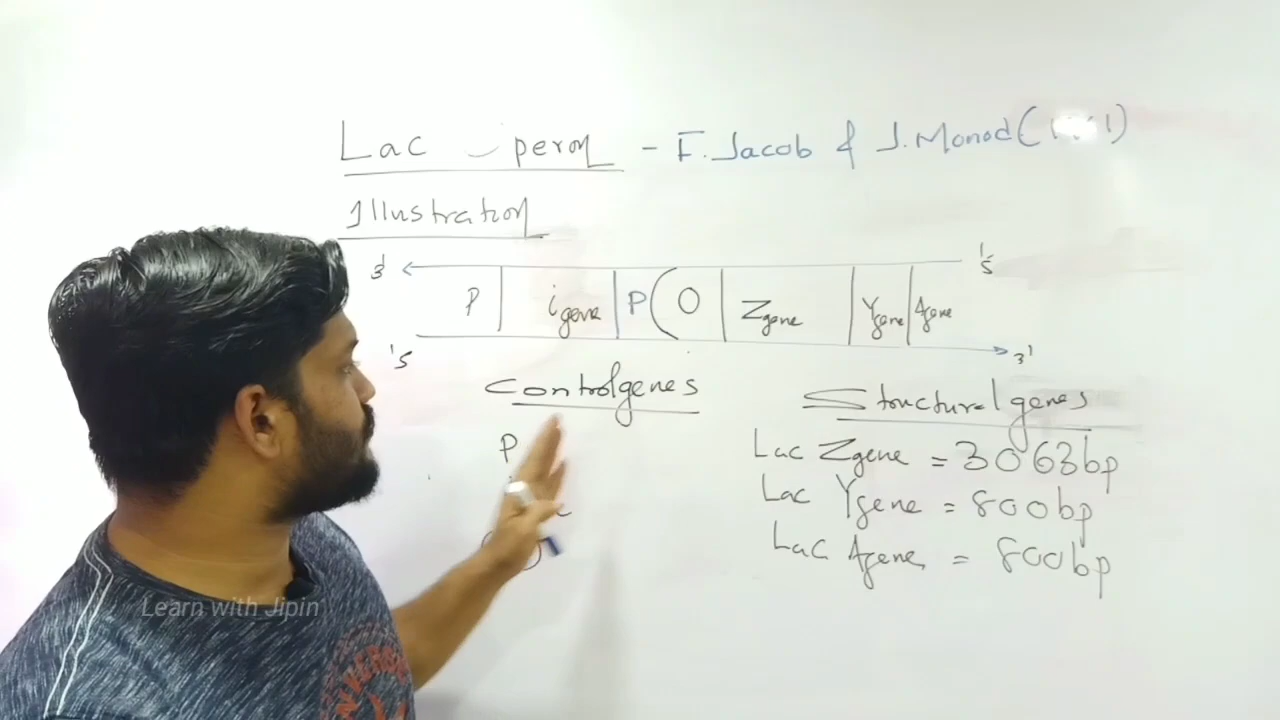 Lac Operon - F. Jacob & J. Monod (1961)
Illustration
3' 5'
P i gene P O Z gene Y gene A gene
5' 3'
Control genes Structural genes
P Lac Z gene = 3063bp
Lac Y gene = 800bp
Lac A gene = 800bp
Learn with Jipin